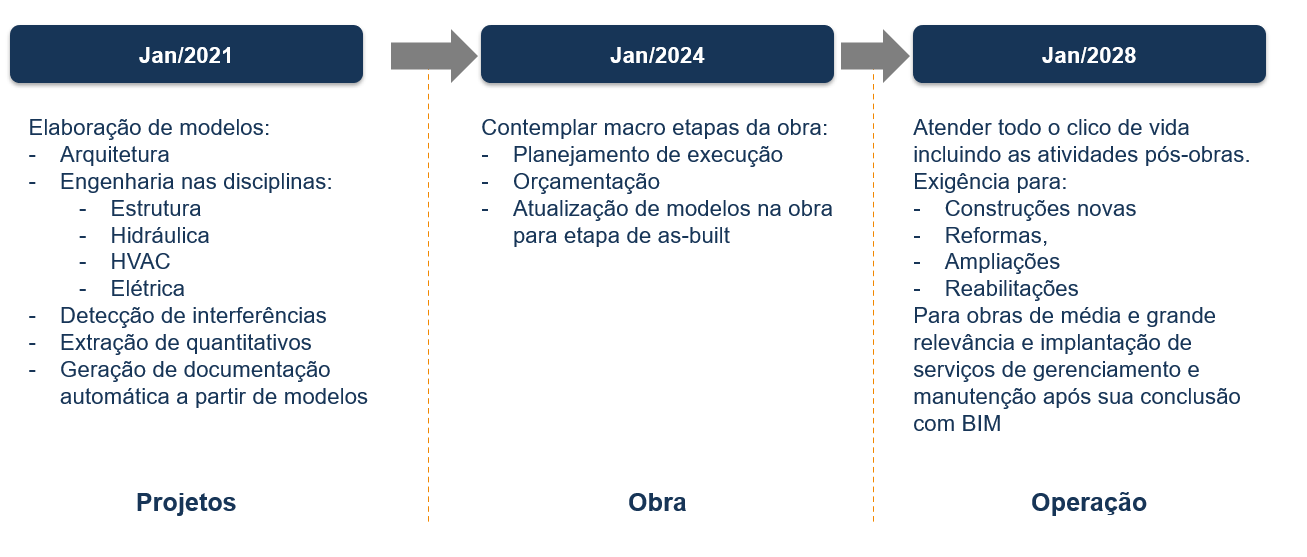 Jan/2021
Elaboração de modelos:
- Arquitetura
- Engenharia nas disciplinas:
- Estrutura
- Hidráulica
- HVAC
- Elétrica
- Detecção de interferências
- Extração de quantitativos
- Geração de documentação
automática a partir de modelos
Projetos
Jan/2024
Contemplar macro etapas da obra:
- Planejamento de execução
- Orçamentação
- Atualização de modelos na obra
para etapa de as-built
Obra
Jan/2028
Atender todo o clico de vida
incluindo as atividades pós-obras.
Exigência para:
- Construções novas
- Reformas,
- Ampliações
- Reabilitações
Para obras de média e grande
relevância e implantação de
serviços de gerenciamento e
manutenção após sua conclusão
com BIM
Operação